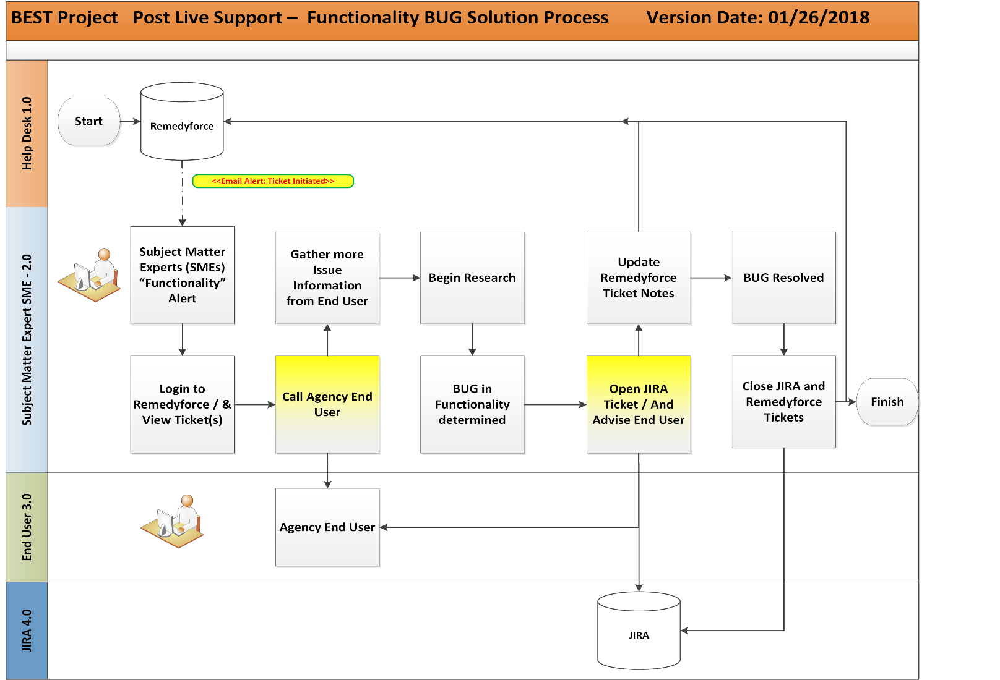 BEST Project   Post Live Support –  Functionality BUG Solution Process   Version Date: 01/26/2018
Help Desk 1.0
Start
Remedyforce
<<Email Alert: Ticket Initiated>>
Subject Matter Expert SME - 2.0
Subject Matter
Experts (SMEs)
“Functionality”
Alert
Gather more
Issue
Information
from End User
Begin Research
Update
Remedyforce
Ticket Notes
BUG Resolved
Login to
Remedyforce / &
View Ticket(s)
Call Agency End
User
BUG in
Functionality
determined
Open JIRA
Ticket / And
Advise End User
Close JIRA and
Remedyforce
Tickets
Finish
End User 3.0
Agency End User
JIRA 4.0
JIRA